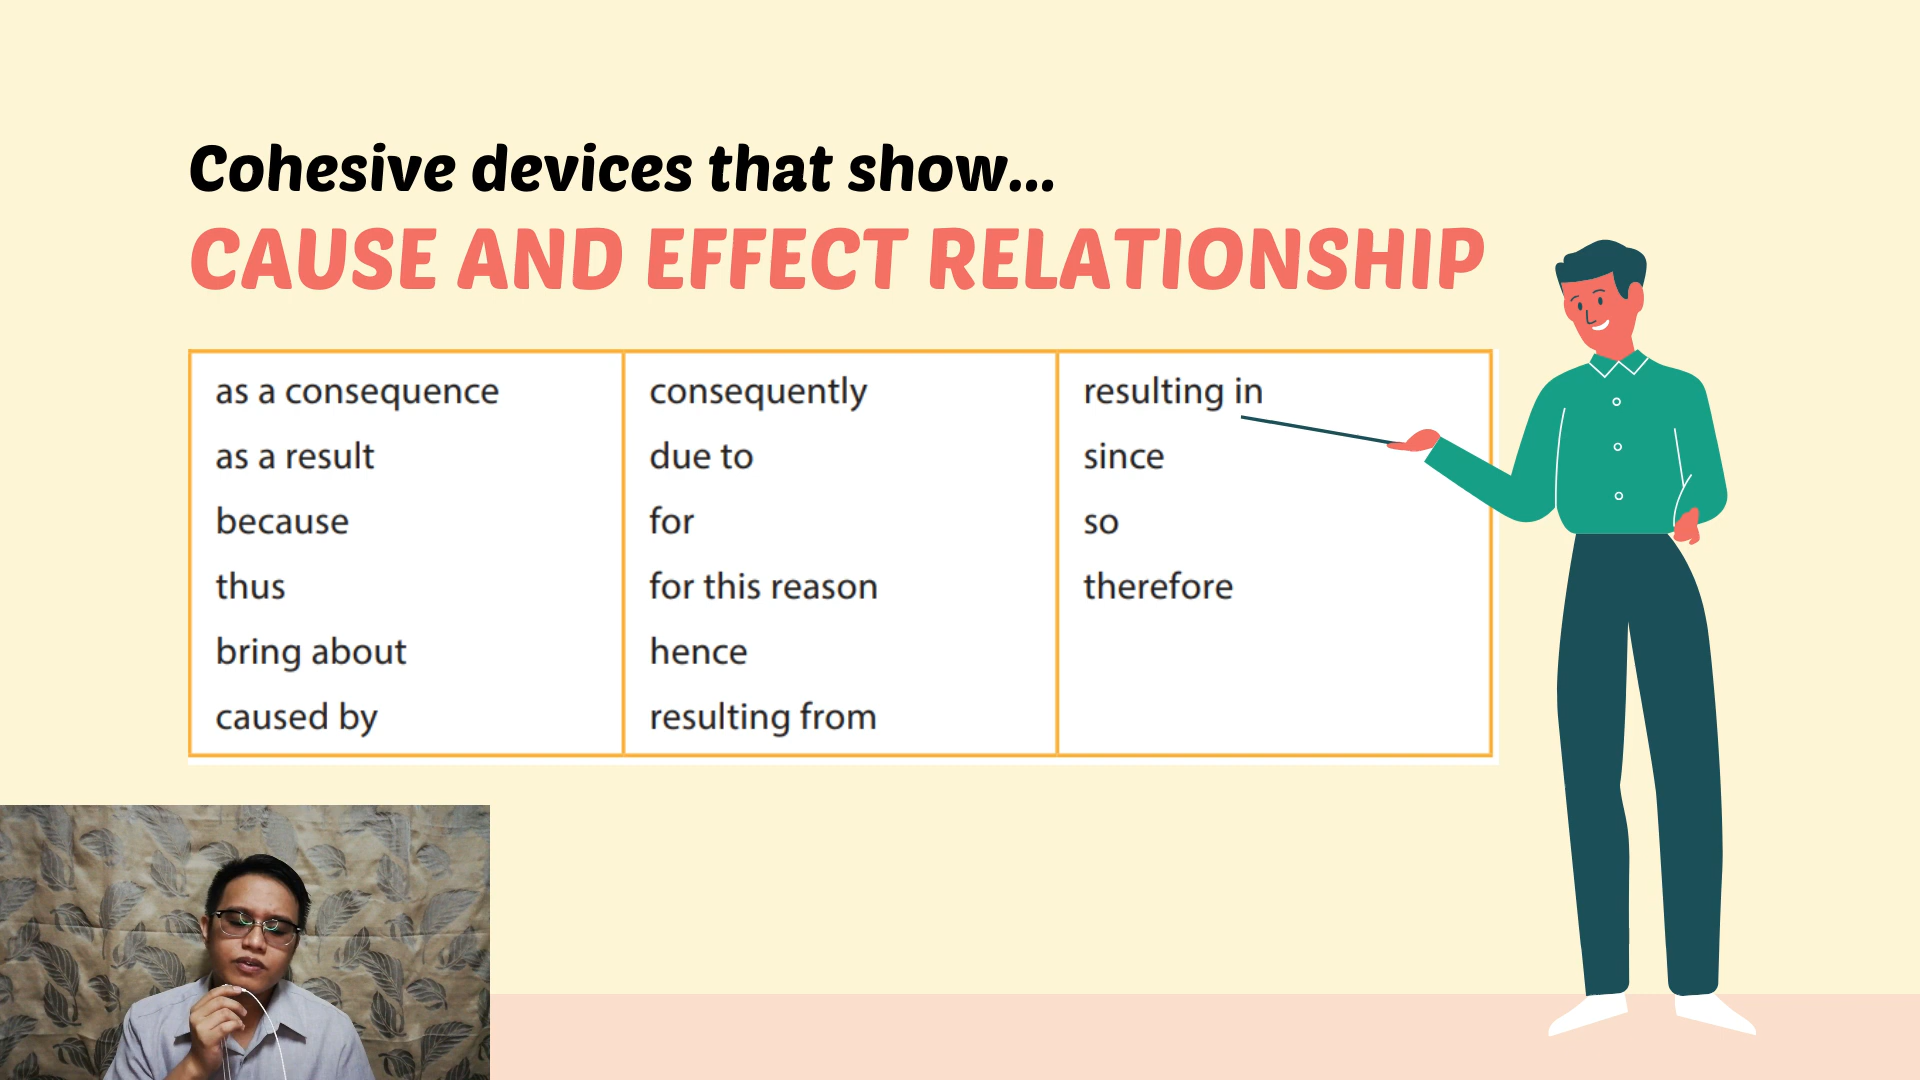 Cohesive devices that show...
CAUSE AND EFFECT RELATIONSHIP
as a consequence
as a result
because
thus
bring about
caused by
consequently
due to
for
for this reason
hence
resulting from
resulting in
since
so
therefore